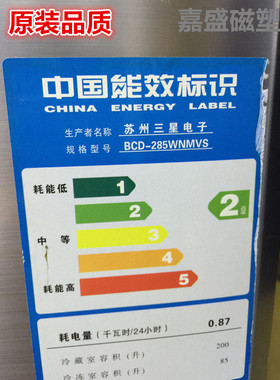 原装品质
嘉盛磁塑
中国能效标识
CHINA ENERGY LABEL
生产者名称 苏州三星电子
规格型号 BCD-285WNMVS
耗能低 1
2
2级
中等 3
4
耗能高 5
耗电量（千瓦时/24小时） 0.87
冷藏室容积（升） 200
冷冻室容积（升） 85